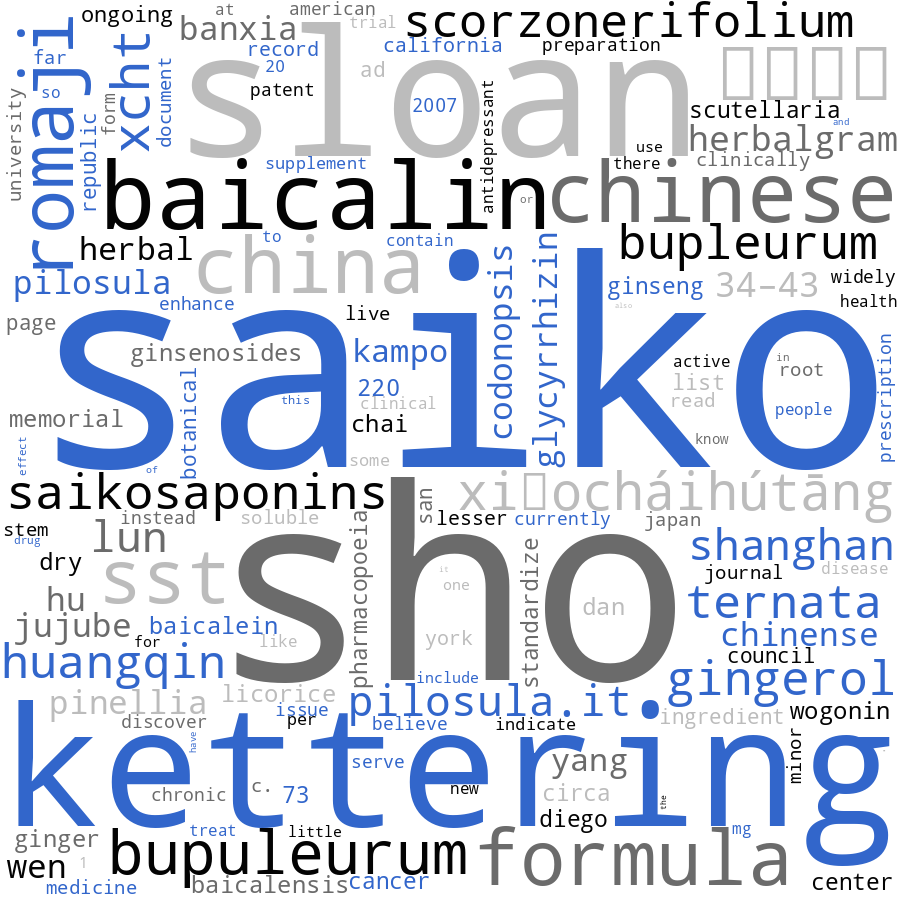 ongoing
at american
trial
scorzonerifolium
banxia
record
california
preparation
romaji
xcht
sloan
far
20
ad
patent
2007
document
so
form
university
republic
antidepressant
scutellaria
and
herbalgram
use
there
clinically
supplement
baicalin
or
chinese
to
contain
herbal
china
bupleurum
pilosula
enhance
codonopsis
glycyrrhizin
ginseng
34–43
widely
health
also
page
live
saiko
ginsenosides
kampo
active
in
root
prescription
220
list
read
people
this
clinical
botanical
memorial
chai
know
effect
of
some
saikosaponins
san
stem
drug
instead
soluble
lesser
currently
japan
lun
pharmacopoeia
sho
standardize
shanghan
dry
sst
it
one
journal
disease
hu
dan
ternata
jujube
baicalein
for
like
york
chinense
council
huangqin
include
gingerol
pinellia
licorice
pilosula.it
issue
per
discover
believe
indicate
ingredient
wogonin
have
kettering
minor
serve
yang
chronic
c.
73
new
circa
the
diego
mg
treat
little
ginger
wen
1
bupuleurum
formula
medicine
baicalensis
cancer
center